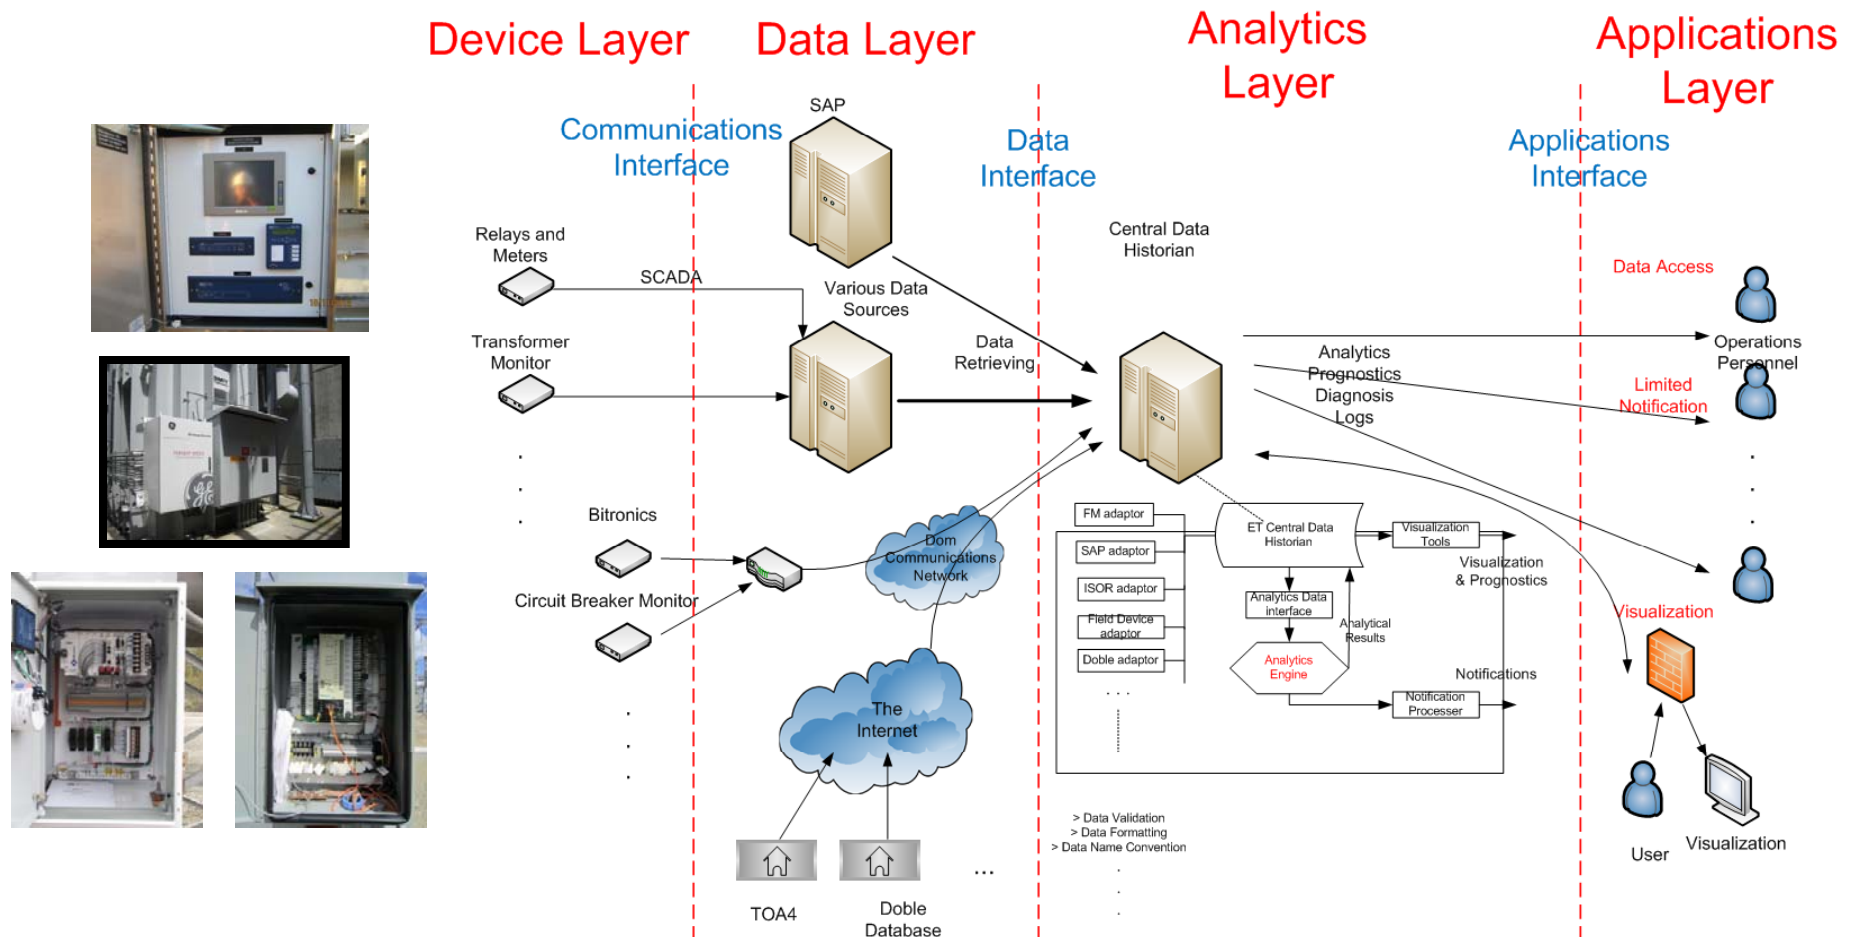 Device Layer
Data Layer
Analytics
Layer
Applications
Layer
Communications
Interface
Data
Interface
Applications
Interface
SAP
Relays and
Meters
SCADA
Various Data
Sources
Transformer
Monitor
Data
Retrieving
Central Data
Historian
Data Access
Operations
Personnel
Analytics
Prognostics
Diagnosis
Logs
Limited
Notification
.
.
.
Bitronics
Circuit Breaker Monitor
.
.
.
Dom
Communications
Network
The
Internet
TOA4
Doble
Database
...
FM adaptor
SAP adaptor
ISOR adaptor
Field Device
adaptor
Doble adaptor
. . .
ET Central Data
Historian
Visualization
Tools
Visualization
& Prognostics
Analytics Data
interface
Analytical
Results
Analytics
Engine
Notifications
Notification
Processer
> Data Validation
> Data Formatting
> Data Name Convention
.
.
.
.
.
.
Visualization
User
Visualization